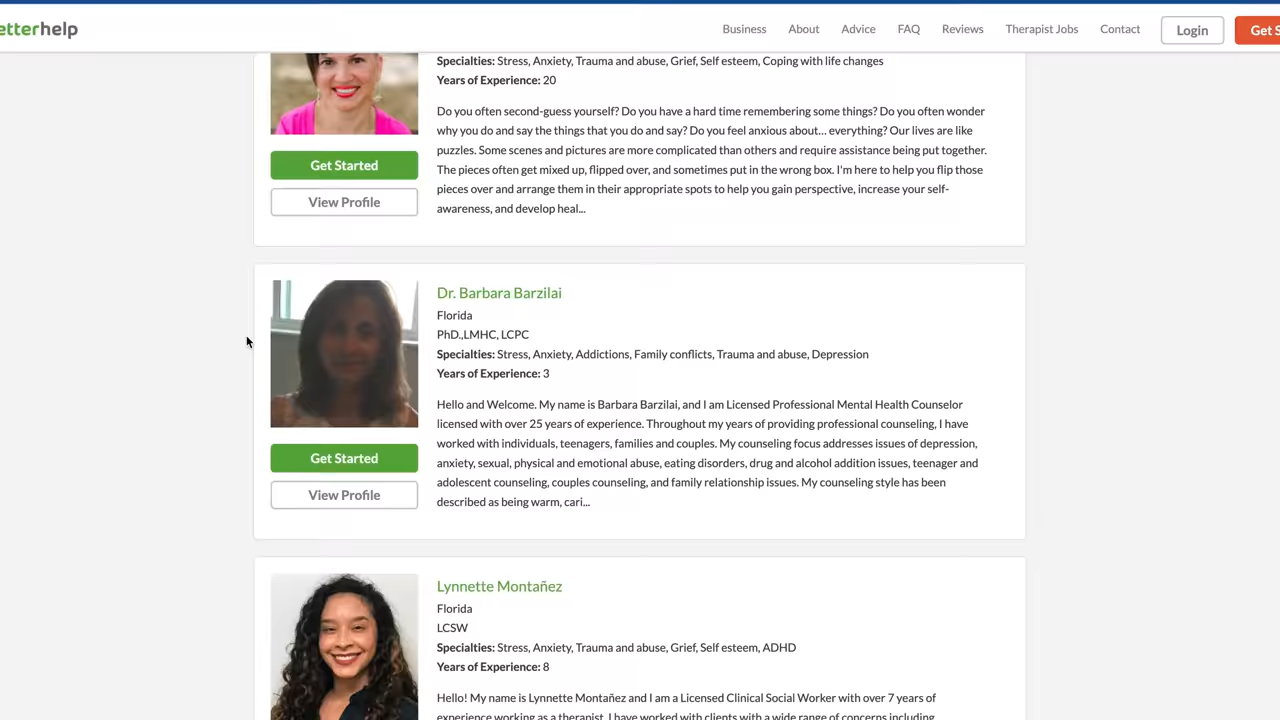 etterhelp
Business About Advice FAQ Reviews Therapist Jobs Contact Login Get S
Specialties: Stress, Anxiety, Trauma and abuse, Grief, Self esteem, Coping with life changes
Years of Experience: 20
Do you often second-guess yourself? Do you have a hard time remembering some things? Do you often wonder
why you do and say the things that you do and say? Do you feel anxious about... everything? Our lives are like
puzzles. Some scenes and pictures are more complicated than others and require assistance being put together.
The pieces often get mixed up, flipped over, and sometimes put in the wrong box. I'm here to help you flip those
pieces over and arrange them in their appropriate spots to help you gain perspective, increase your self-
awareness, and develop heal...
Get Started
View Profile
Dr. Barbara Barzilai
Florida
PhD.,LMHC, LCPC
Specialties: Stress, Anxiety, Addictions, Family conflicts, Trauma and abuse, Depression
Years of Experience: 3
Hello and Welcome. My name is Barbara Barzilai, and I am Licensed Professional Mental Health Counselor
licensed with over 25 years of experience. Throughout my years of providing professional counseling, I have
worked with individuals, teenagers, families and couples. My counseling focus addresses issues of depression,
anxiety, sexual, physical and emotional abuse, eating disorders, drug and alcohol addition issues, teenager and
adolescent counseling, couples counseling, and family relationship issues. My counseling style has been
described as being warm, cari...
Get Started
View Profile
Lynnette Montañez
Florida
LCSW
Specialties: Stress, Anxiety, Trauma and abuse, Grief, Self esteem, ADHD
Years of Experience: 8
Hello! My name is Lynnette Montañez and I am a Licensed Clinical Social Worker with over 7 years of
experience working as a therapist. I have worked with clients with a wide range of concerns including